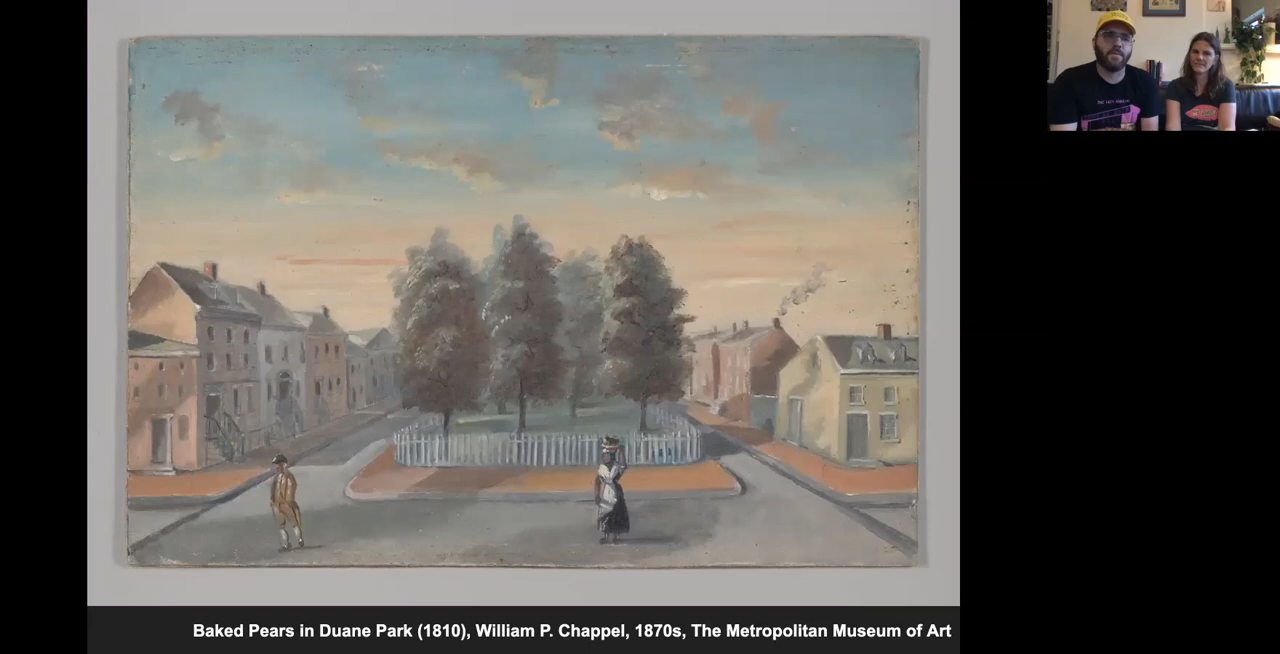 Baked Pears in Duane Park (1810), William P. Chappel, 1870s, The Metropolitan Museum of Art